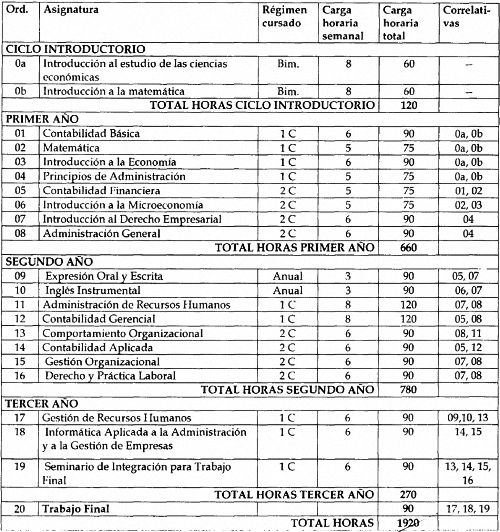 Ord. Asignatura Régimen cursado Carga horaria semanal Carga horaria total Correlati-vas
CICLO INTRODUCTORIO
0a Introducción al estudio de las ciencias económicas Bim. 8 60 --
0b Introducción a la matemática Bim. 8 60 --
TOTAL HORAS CICLO INTRODUCTORIO 120
PRIMER AÑO
01 Contabilidad Básica 1 C 6 90 0a, 0b
02 Matemática 1 C 5 75 0a, 0b
03 Introducción a la Economía 1 C 6 90 0a, 0b
04 Principios de Administración 1 C 5 75 0a, 0b
05 Contabilidad Financiera 2 C 5 75 01, 02
06 Introducción a la Microeconomía 2 C 5 75 02, 03
07 Introducción al Derecho Empresarial 2 C 6 90 04
08 Administración General 2 C 6 90 04
TOTAL HORAS PRIMER AÑO 660
SEGUNDO AÑO
09 Expresión Oral y Escrita Anual 3 90 05, 07
10 Inglés Instrumental Anual 3 90 06, 07
11 Administración de Recursos Humanos 1 C 8 120 07, 08
12 Contabilidad Gerencial 1 C 8 120 05, 08
13 Comportamiento Organizacional 2 C 6 90 08, 11
14 Contabilidad Aplicada 2 C 6 90 05, 12
15 Gestión Organizacional 2 C 6 90 07, 08
16 Derecho y Práctica Laboral 2 C 6 90 07, 08
TOTAL HORAS SEGUNDO AÑO 780
TERCER AÑO
17 Gestión de Recursos Humanos 1 C 6 90 09,10, 13
18 Informática Aplicada a la Administración y a la Gestión de Empresas 1 C 6 90 14, 15
19 Seminario de Integración para Trabajo Final 1 C 6 90 13, 14, 15, 16
TOTAL HORAS TERCER AÑO 270
20 Trabajo Final 90 17, 18, 19
TOTAL HORAS 1920